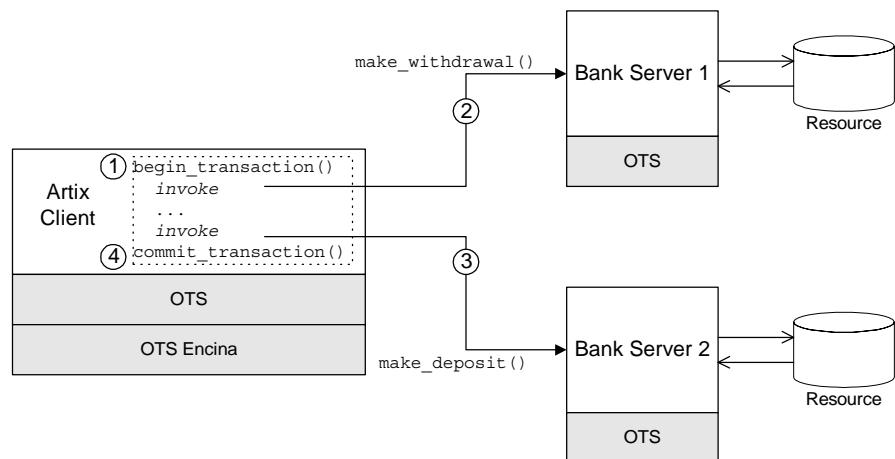 make_withdrawal()
Bank Server 1
Resource
2
OTS
1
begin_transaction()
Artix
Client
invoke
...
invoke
4
commit_transaction()
3
OTS
OTS Encina
make_deposit()
Bank Server 2
Resource
OTS